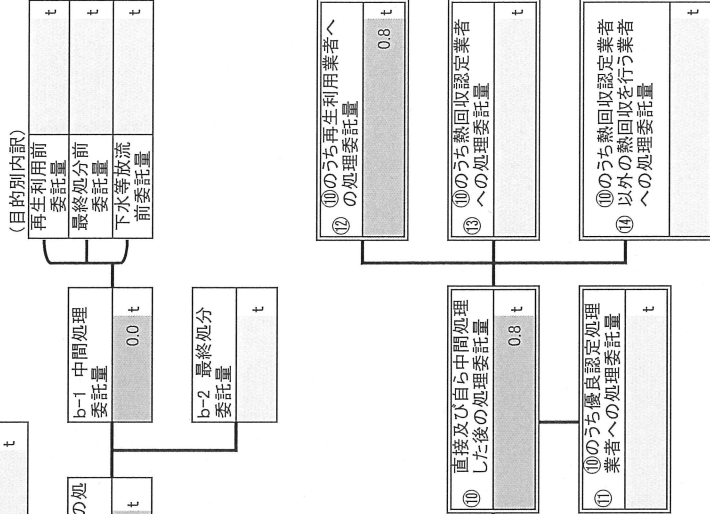 (目的別内訳)
再生利用前
委託量
t
最終処分前
委託量
t
下水等放流
前委託量
t
b-1 中間処理
委託量
0.0 t
b-2 最終処分
委託量
t
t
の処
t
⑩ 直接及び自ら中間処理
した後の処理委託量
0.8 t
⑪ ⑩のうち優良認定処理
業者への処理委託量
t
⑫ ⑩のうち再生利用業者へ
の処理委託量
0.8 t
⑬ ⑩のうち熱回収認定業者
への処理委託量
t
⑭ ⑩のうち熱回収認定業者
以外の熱回収を行う業者
への処理委託量
t